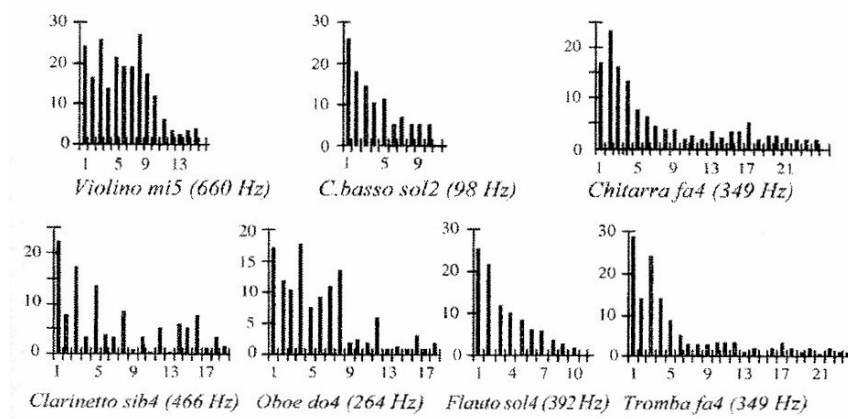 30
20
10
0
1 5 9 13
Violino mi5 (660 Hz)
30
20
10
0
1 5 9
C.basso sol2 (98 Hz)
20
10
0
1 5 9 13 17 21
Chitarra fa4 (349 Hz)
20
10
0
1 5 9 13 17
Clarinetto sib4 (466 Hz)
20
15
10
5
0
1 5 9 13 18
Oboe do4 (264 Hz)
30
20
10
0
1 4 7 10
Flauto sol4 (392 Hz)
30
20
10
0
1 5 9 13 17 21
Tromba fa4 (349 Hz)